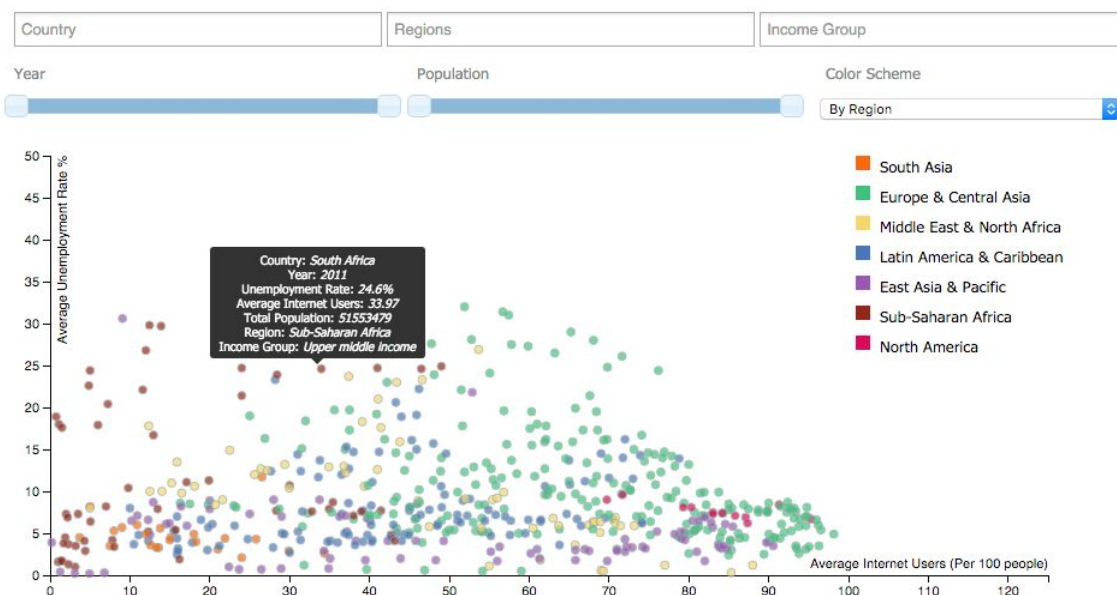 Country
Regions
Income Group
Year
Population
Color Scheme
By Region
50
45
40
35
30
25
20
15
10
5
0
Average Unemployment Rate %
Country: South Africa
Year: 2011
Unemployment Rate: 24.6%
Average Internet Users: 33.97
Total Population: 51553479
Region: Sub-Saharan Africa
Income Group: Upper middle income
South Asia
Europe & Central Asia
Middle East & North Africa
Latin America & Caribbean
East Asia & Pacific
Sub-Saharan Africa
North America
Average Internet Users (Per 100 people)
0 10 20 30 40 50 60 70 80 90 100 110 120